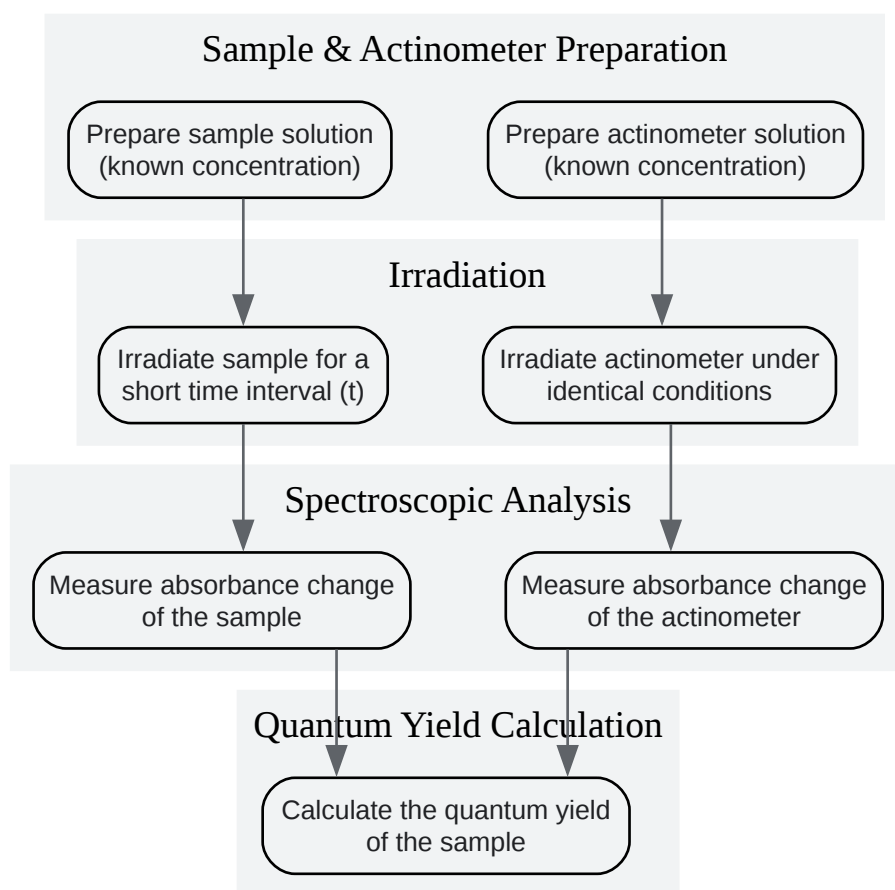 Sample & Actinometer Preparation
Prepare sample solution
(known concentration)
Prepare actinometer solution
(known concentration)
Irradiation
Irradiate sample for a
short time interval (t)
Irradiate actinometer under
identical conditions
Spectroscopic Analysis
Measure absorbance change
of the sample
Measure absorbance change
of the actinometer
Quantum Yield Calculation
Calculate the quantum yield
of the sample